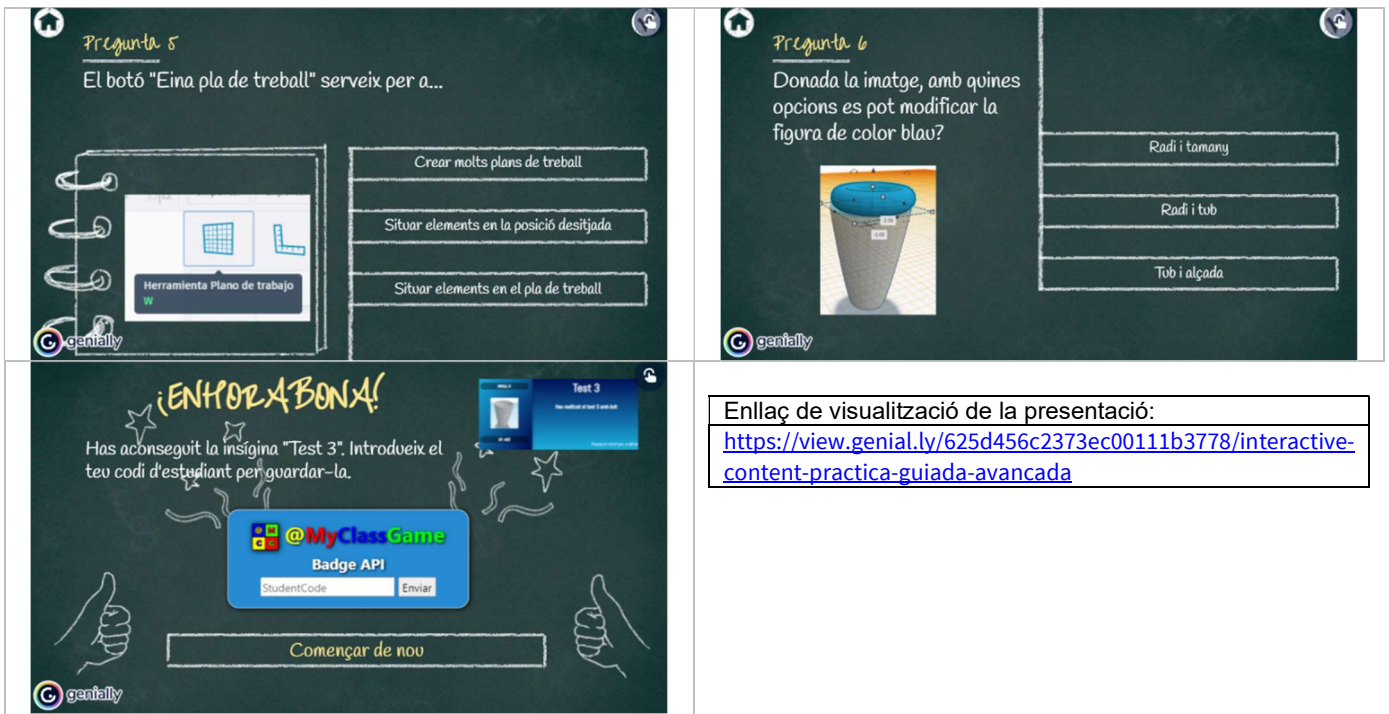 Pregunta 5
El botó "Eina pla de treball" serveix per a...
Herramienta Plano de trabajo
W
Crear molts plans de treball
Situar elements en la posició desitjada
Situar elements en el pla de treball
genially
Pregunta 6
Donada la imatge, amb quines
opcions es pot modificar la
figura de color blau?
Radi i tamany
Radi i tub
Tub i alçada
genially
¡ENHORABONA!
Test 3
Has aconseguit la insígina "Test 3". Introdueix el
teu codi d'estudiant per guardar-la.
@MyClassGame
Badge API
StudentCode
Enviar
Començar de nou
genially
Enllaç de visualització de la presentació:
https://view.genial.ly/625d456c2373ec00111b3778/interactive-
content-practica-guiada-avancada